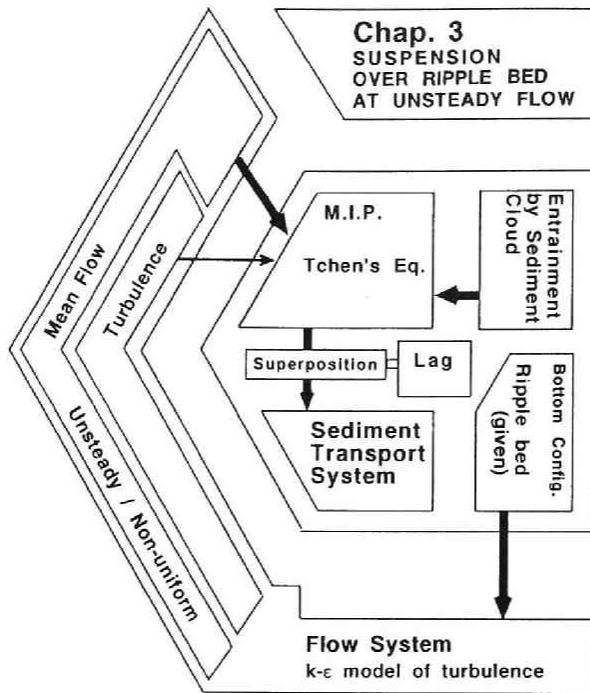 Chap. 3
SUSPENSION
OVER RIPPLE BED
AT UNSTEADY FLOW
M.I.P.
Tchen's Eq.
Entrainment
by Sediment
Cloud
Mean Flow
Turbulence
Superposition
Lag
Sediment
Transport
System
Bottom Config.
Ripple bed
(given)
Unsteady / Non-uniform
Flow System
k-ε model of turbulence